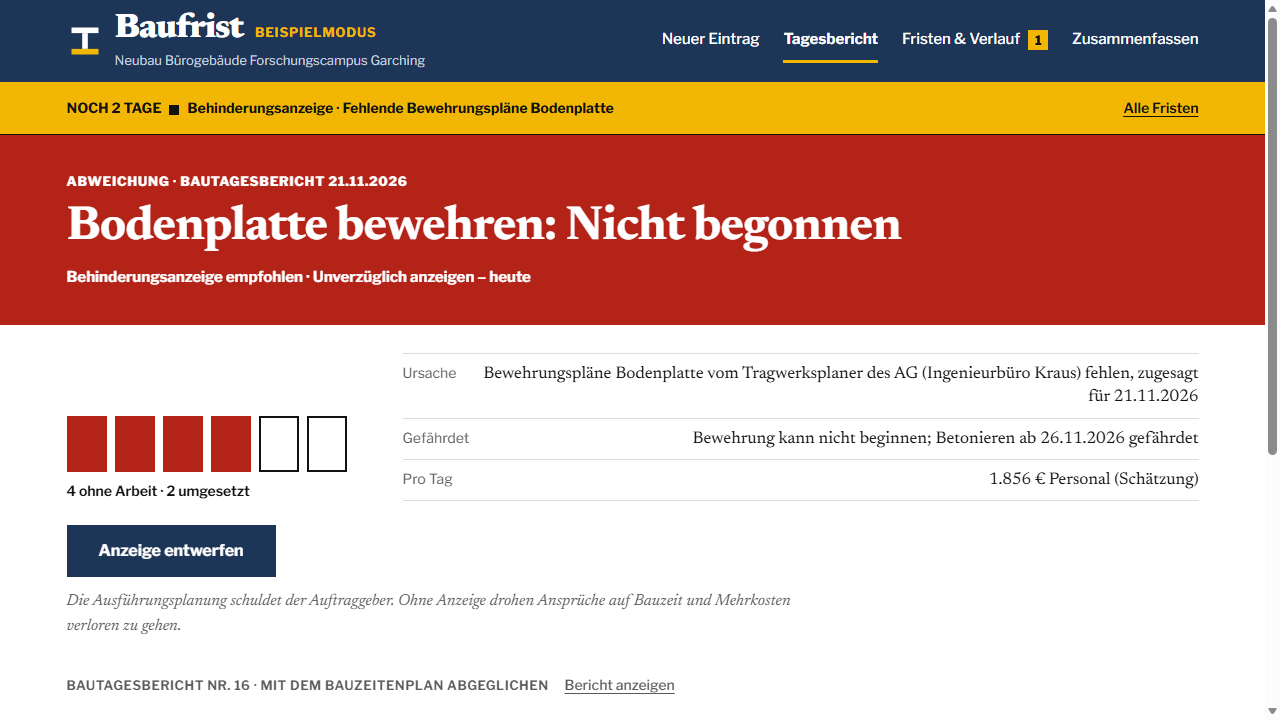 Baufrist BEISPIELMODUS
Neubau Bürogebäude Forschungscampus Garching
Neuer Eintrag
Tagesbericht
Fristen & Verlauf 1
Zusammenfassen
NOCH 2 TAGE ■ Behinderungsanzeige · Fehlende Bewehrungspläne Bodenplatte
Alle Fristen
ABWEICHUNG · BAUTAGESBERICHT 21.11.2026
Bodenplatte bewehren: Nicht begonnen
Behinderungsanzeige empfohlen · Unverzüglich anzeigen – heute
Ursache Bewehrungspläne Bodenplatte vom Tragwerksplaner des AG (Ingenieurbüro Kraus) fehlen, zugesagt
für 21.11.2026
Gefährdet Bewehrung kann nicht beginnen; Betonieren ab 26.11.2026 gefährdet
Pro Tag 1.856 € Personal (Schätzung)
4 ohne Arbeit · 2 umgesetzt
Anzeige entwerfen
Die Ausführungsplanung schuldet der Auftraggeber. Ohne Anzeige drohen Ansprüche auf Bauzeit und Mehrkosten
verloren zu gehen.
BAUTAGESBERICHT NR. 16 · MIT DEM BAUZEITENPLAN ABGEGLICHEN Bericht anzeigen